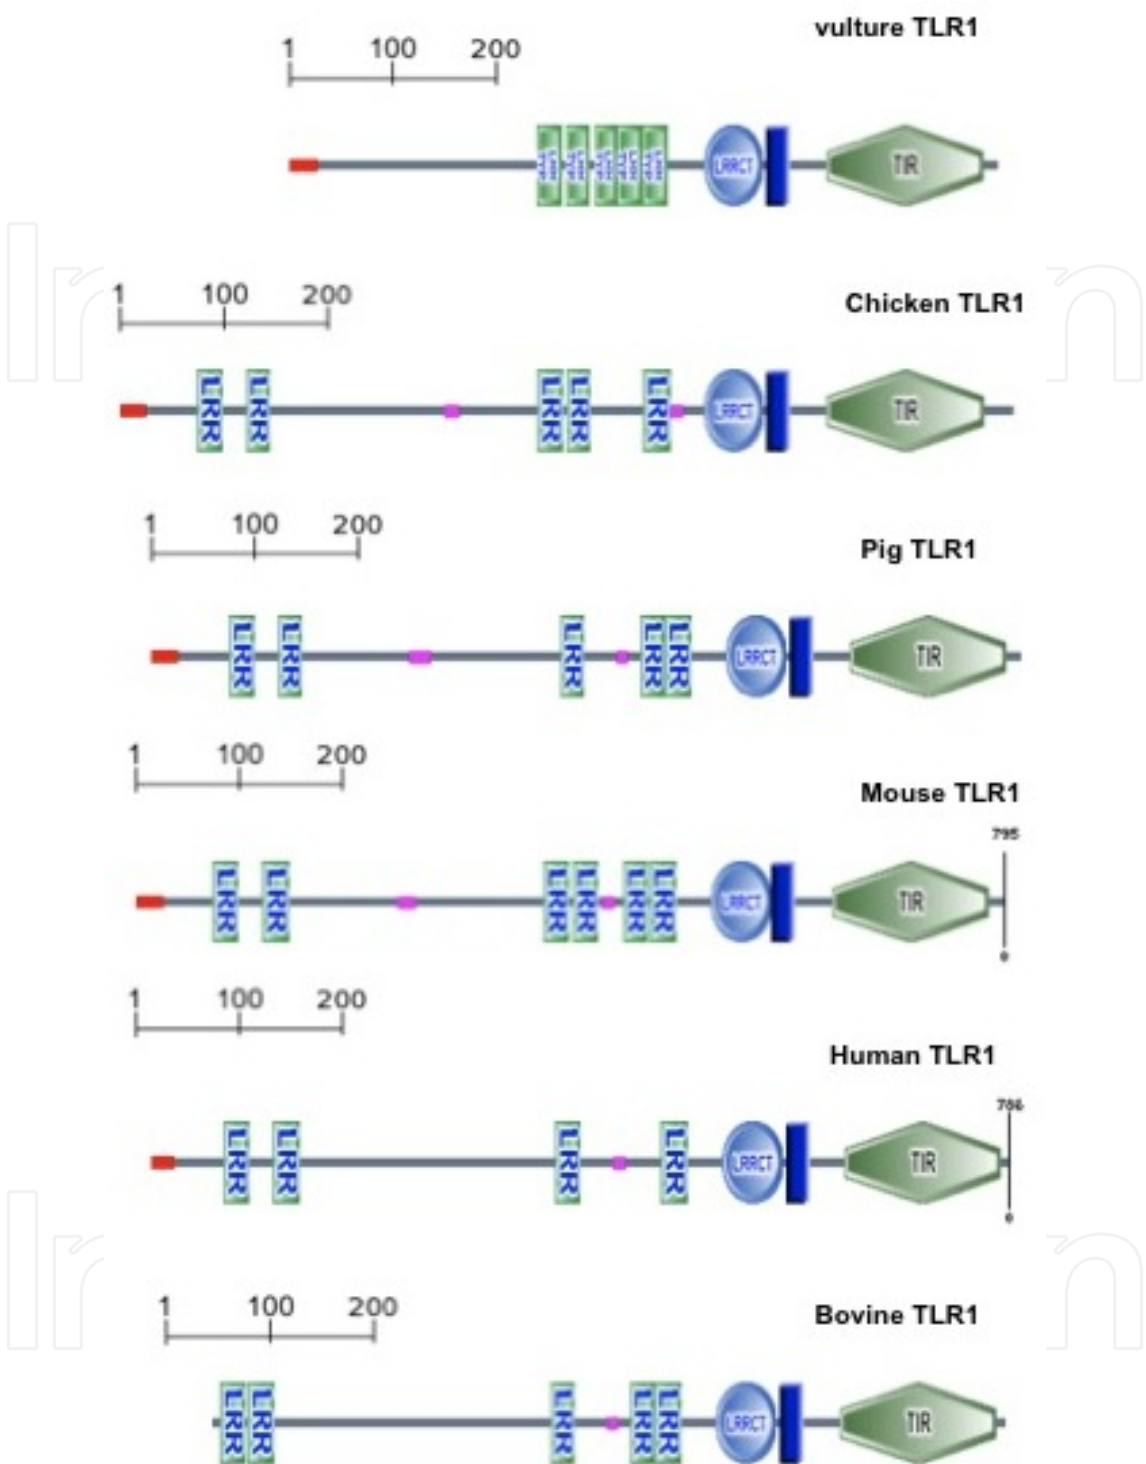 vulture TLR1
1 100 200
LRRCT TIR
Chicken TLR1
1 100 200
LRR LRR LRR LRR LRR LRRCT TIR
1 100 200
Pig TLR1
LRR LRR LRR LRR LRR LRRCT TIR
1 100 200
Mouse TLR1
795
LRR LRR LRR LRR LRR LRR LRRCT TIR
0
1 100 200
Human TLR1
786
LRR LRR LRR LRR LRRCT TIR
0
1 100 200
Bovine TLR1
LRR LRR LRR LRR LRR LRRCT TIR